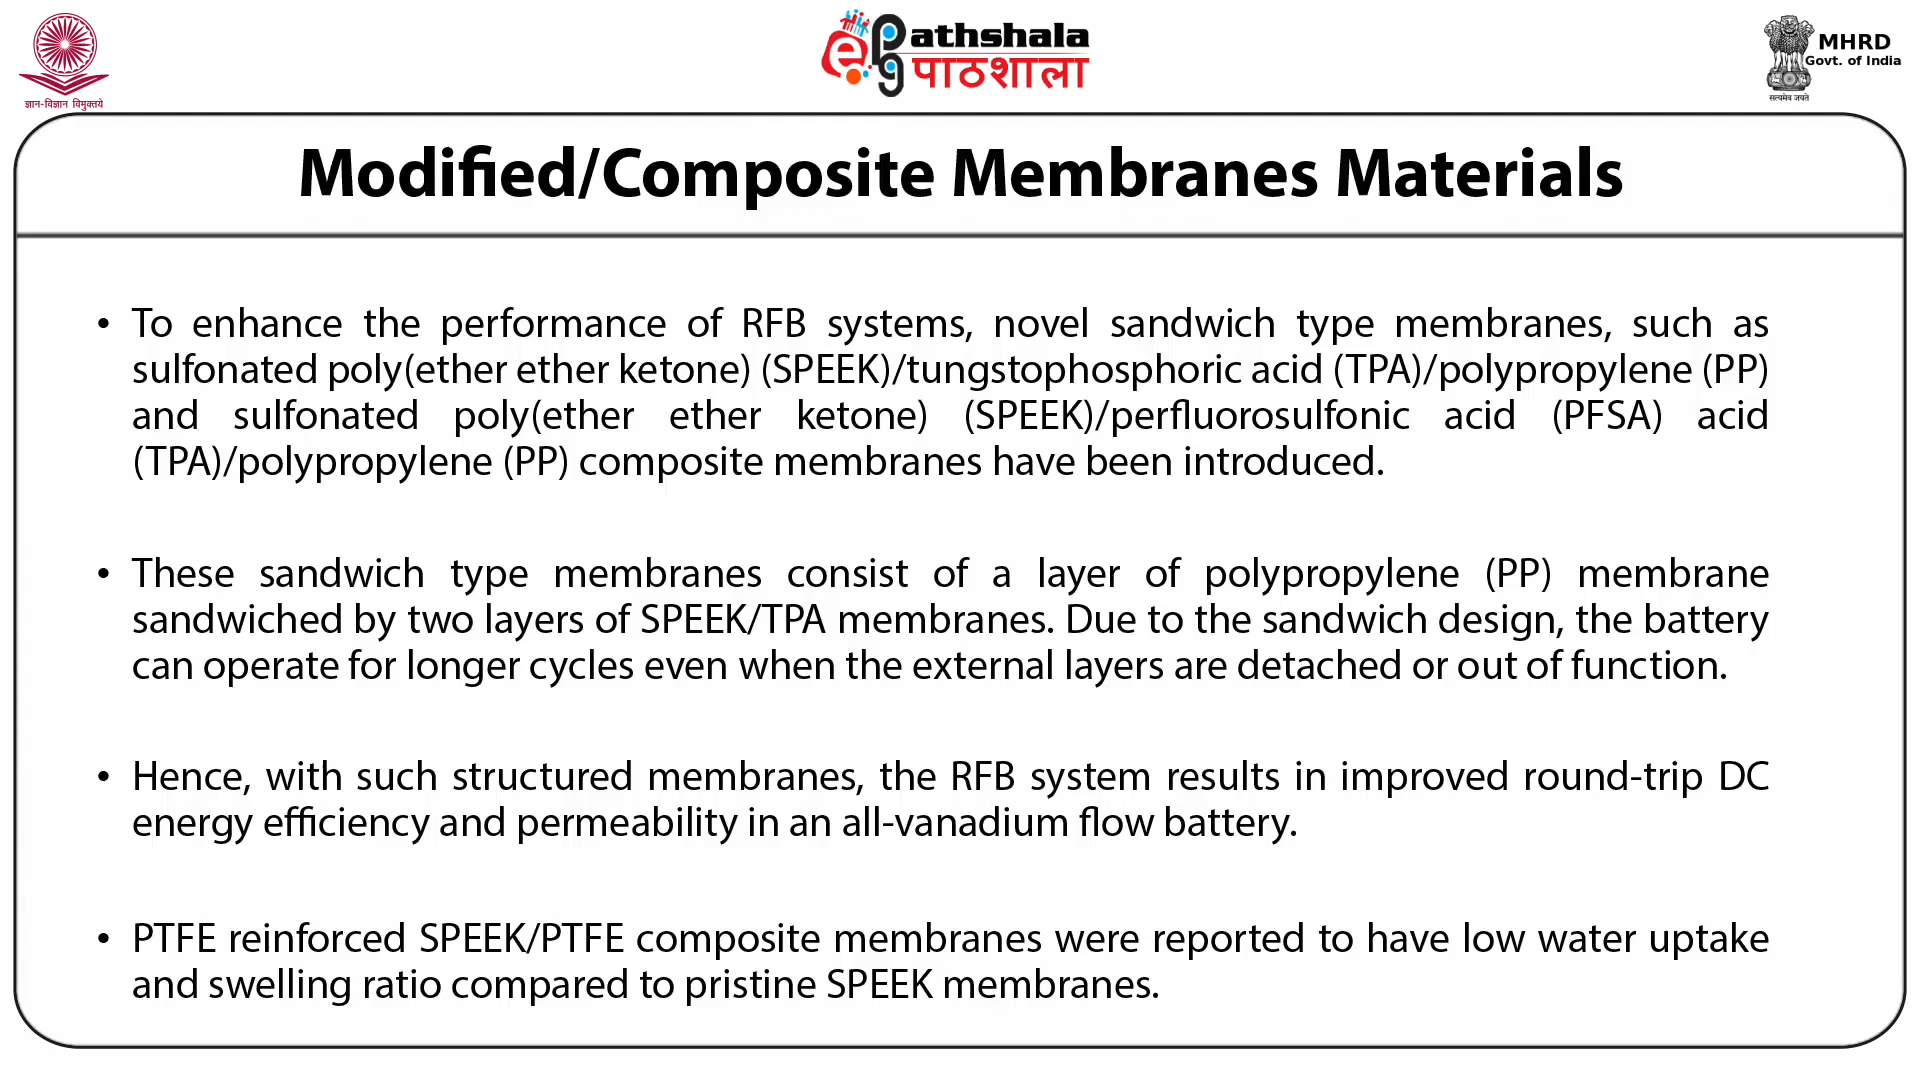 ज्ञान-विज्ञान विमुक्तये
e Pathshala
पाठशाला
MHRD
Govt. of India
सत्यमेव जयते
Modified/Composite Membranes Materials
• To enhance the performance of RFB systems, novel sandwich type membranes, such as
sulfonated poly(ether ether ketone) (SPEEK)/tungstophosphoric acid (TPA)/polypropylene (PP)
and sulfonated poly(ether ether ketone) (SPEEK)/perfluorosulfonic acid (PFSA) acid
(TPA)/polypropylene (PP) composite membranes have been introduced.
• These sandwich type membranes consist of a layer of polypropylene (PP) membrane
sandwiched by two layers of SPEEK/TPA membranes. Due to the sandwich design, the battery
can operate for longer cycles even when the external layers are detached or out of function.
• Hence, with such structured membranes, the RFB system results in improved round-trip DC
energy efficiency and permeability in an all-vanadium flow battery.
• PTFE reinforced SPEEK/PTFE composite membranes were reported to have low water uptake
and swelling ratio compared to pristine SPEEK membranes.